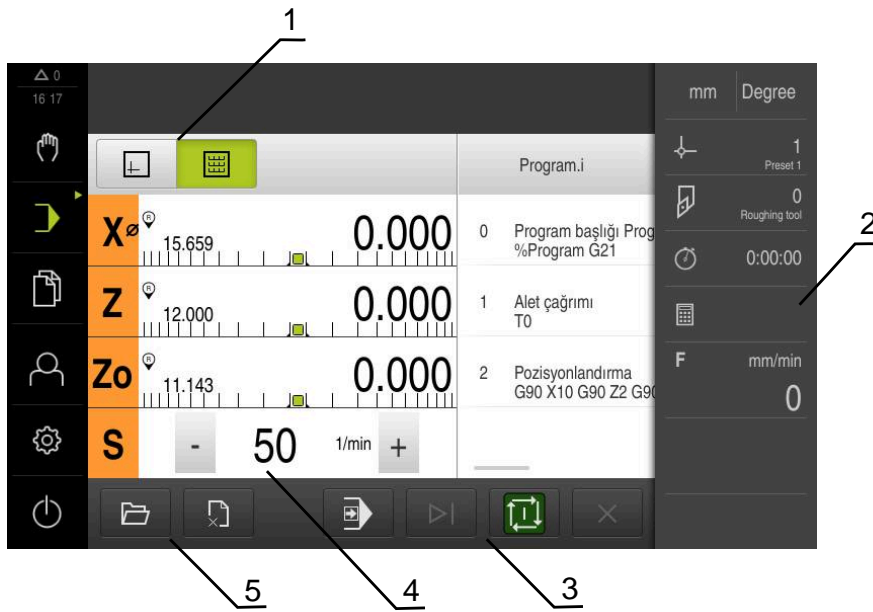 1
0
16 17
mm Degree
1
Preset 1
Program.i
0
Roughing tool
2
X⌀ R 15.659 0.000
0 Program başlığı Prog
%Program G21
0:00:00
Z R 12.000 0.000
1 Alet çağrımı
T0
Zo R 11.143 0.000
2 Pozisyonlandırma
G90 X10 G90 Z2 G90
F mm/min
0
S - 50 1/min +
5 4 3